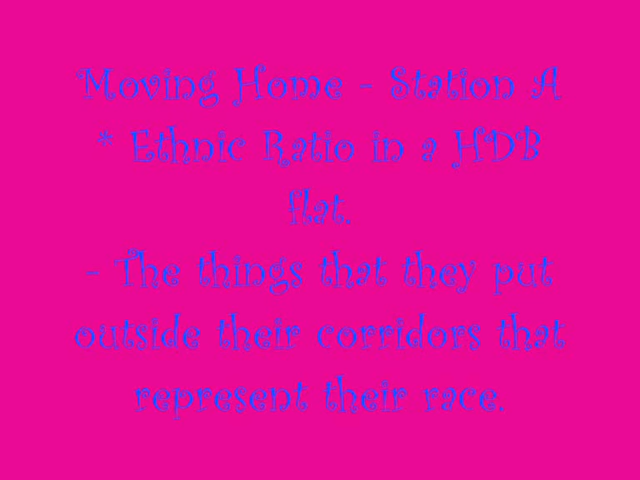 Moving Home - Station A
* Ethnic Ratio in a HDB
flat.
- The things that they put
outside their corridors that
represent their race.